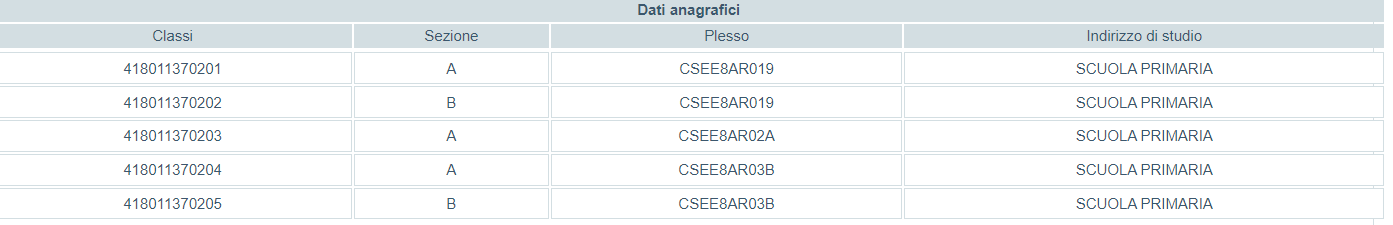 Dati anagrafici
Classi Sezione Plesso Indirizzo di studio
418011370201 A CSEE8AR019 SCUOLA PRIMARIA
418011370202 B CSEE8AR019 SCUOLA PRIMARIA
418011370203 A CSEE8AR02A SCUOLA PRIMARIA
418011370204 A CSEE8AR03B SCUOLA PRIMARIA
418011370205 B CSEE8AR03B SCUOLA PRIMARIA